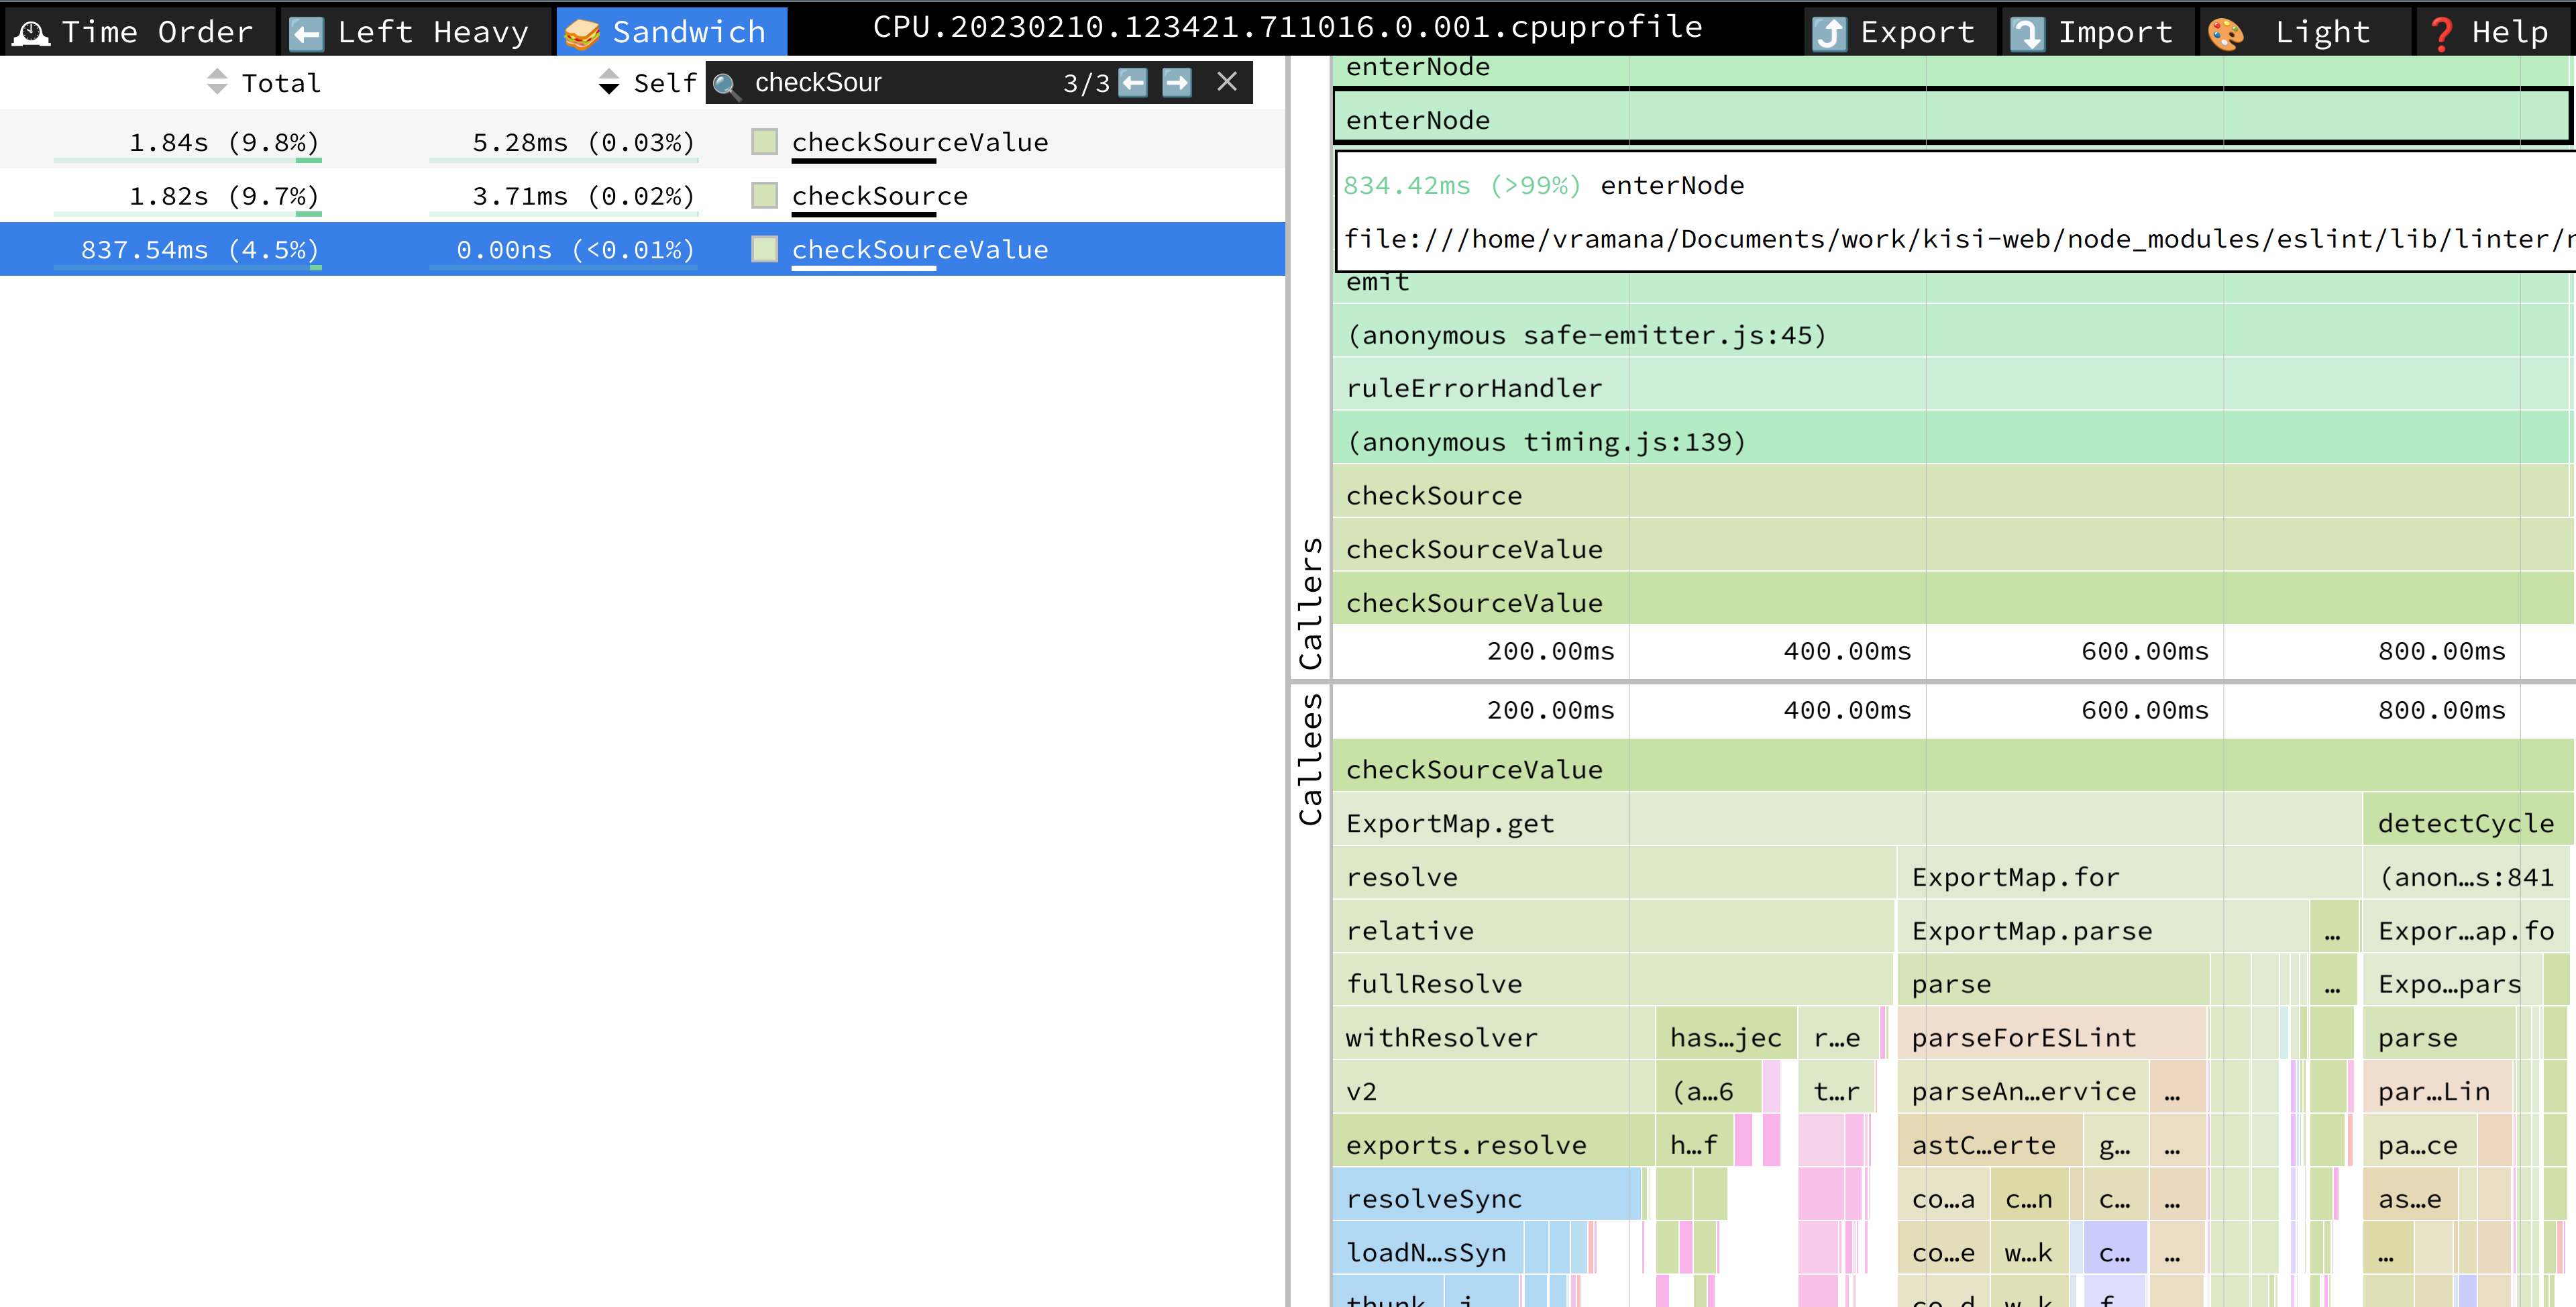 Time Order
Left Heavy
Sandwich
CPU.20230210.123421.711016.0.001.cpuprofile
Export
Import
Light
Help
Total
Self
checkSour
3/3
1.84s (9.8%)
5.28ms (0.03%)
checkSourceValue
1.82s (9.7%)
3.71ms (0.02%)
checkSource
837.54ms (4.5%)
0.00ns (<0.01%)
checkSourceValue
Callers
enterNode
enterNode
834.42ms (>99%) enterNode
file:///home/vramana/Documents/work/kisi-web/node_modules/eslint/lib/linter/
emit
(anonymous safe-emitter.js:45)
ruleErrorHandler
(anonymous timing.js:139)
checkSource
checkSourceValue
checkSourceValue
200.00ms 400.00ms 600.00ms 800.00ms
Callees
200.00ms 400.00ms 600.00ms 800.00ms
checkSourceValue
ExportMap.get detectCycle
resolve ExportMap.for (anon…s:841
relative ExportMap.parse … Expor…ap.fo
fullResolve parse … Expo…pars
withResolver has…jec r…e parseForESLint parse
v2 (a…6 t…r parseAn…ervice … par…Lin
exports.resolve h…f astC…erte g… … pa…ce
resolveSync co…a c…n c… … as…e
loadN…sSyn co…e w…k c… … …